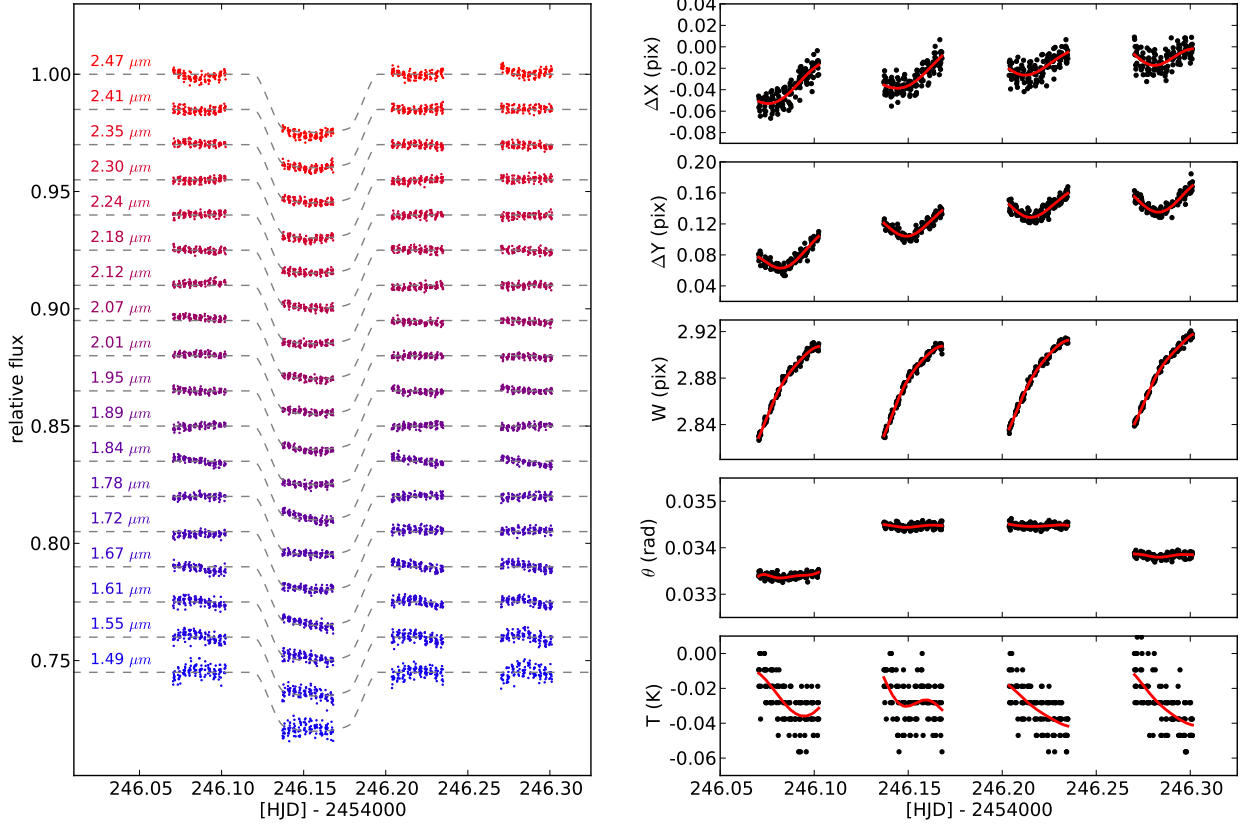 relative flux
1.00
0.95
0.90
0.85
0.80
0.75
2.47 μm
2.41 μm
2.35 μm
2.30 μm
2.24 μm
2.18 μm
2.12 μm
2.07 μm
2.01 μm
1.95 μm
1.89 μm
1.84 μm
1.78 μm
1.72 μm
1.67 μm
1.61 μm
1.55 μm
1.49 μm
246.05 246.10 246.15 246.20 246.25 246.30
[HJD] - 2454000
ΔX (pix)
0.04
0.02
0.00
−0.02
−0.04
−0.06
−0.08
ΔY (pix)
0.20
0.16
0.12
0.08
0.04
W (pix)
2.92
2.88
2.84
θ (rad)
0.035
0.034
0.033
T (K)
0.00
−0.02
−0.04
−0.06
246.05 246.10 246.15 246.20 246.25 246.30
[HJD] - 2454000